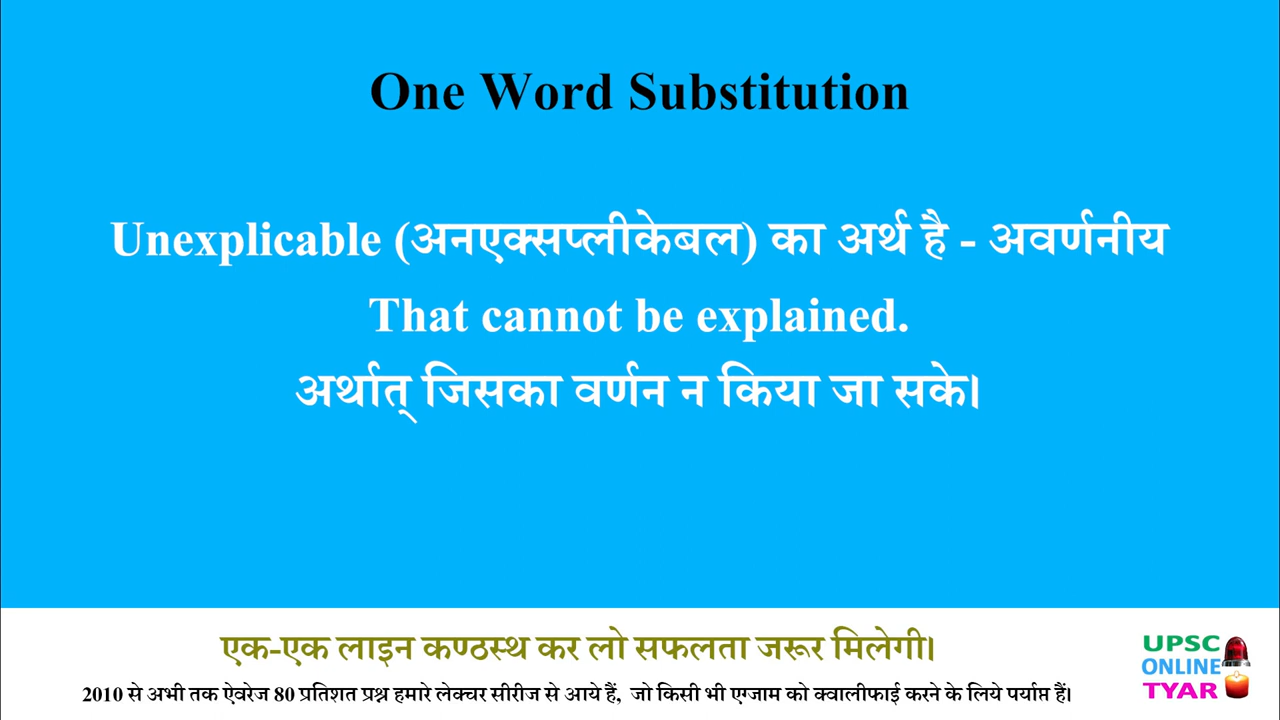 One Word Substitution
Unexplicable (अनएक्सप्लीकेबल) का अर्थ है - अवर्णनीय
That cannot be explained.
अर्थात् जिसका वर्णन न किया जा सके।
एक-एक लाइन कण्ठस्थ कर लो सफलता जरूर मिलेगी।
2010 से अभी तक ऐवरेज 80 प्रतिशत प्रश्न हमारे लेक्चर सीरीज से आये हैं, जो किसी भी एग्जाम को क्वालीफाई करने के लिये पर्याप्त हैं।
UPSC
ONLINE
TYAR